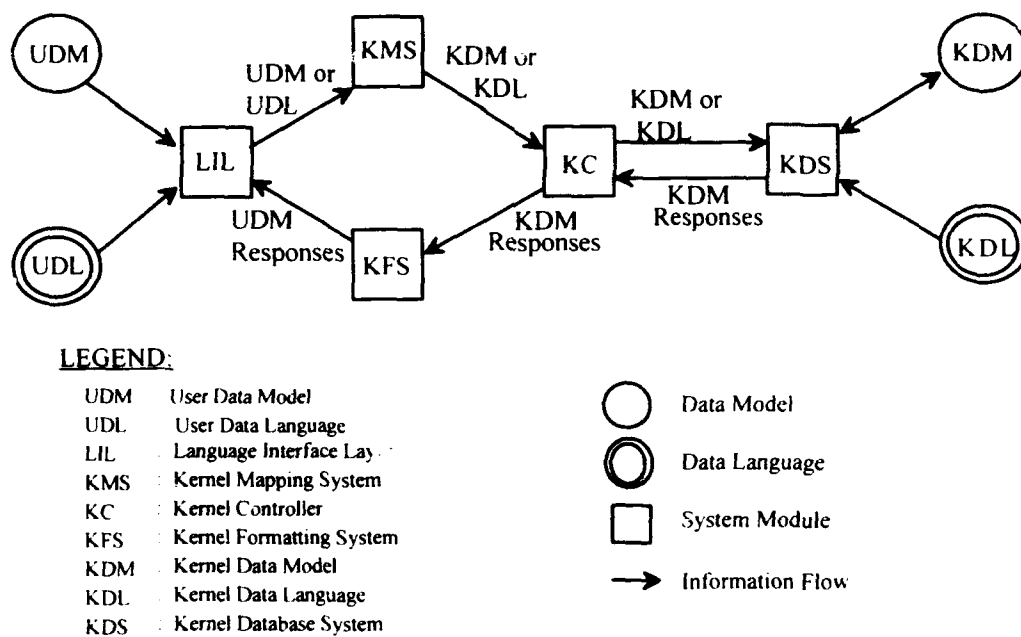 UDM
KMS
KDM
UDM or
UDL
KDM or
KDL
KDM or
KDL
LIL
KC
KDS
UDM
Responses
KDM
Responses
KDM
Responses
UDL
KFS
KDL
LEGEND:
UDM User Data Model
UDL User Data Language
LIL Language Interface
KMS : Kernel Mapping System
KC : Kernel Controller
KFS : Kernel Formatting System
KDM : Kernel Data Model
KDL : Kernel Data Language
KDS : Kernel Database System
Data Model
Data Language
System Module
Information Flow